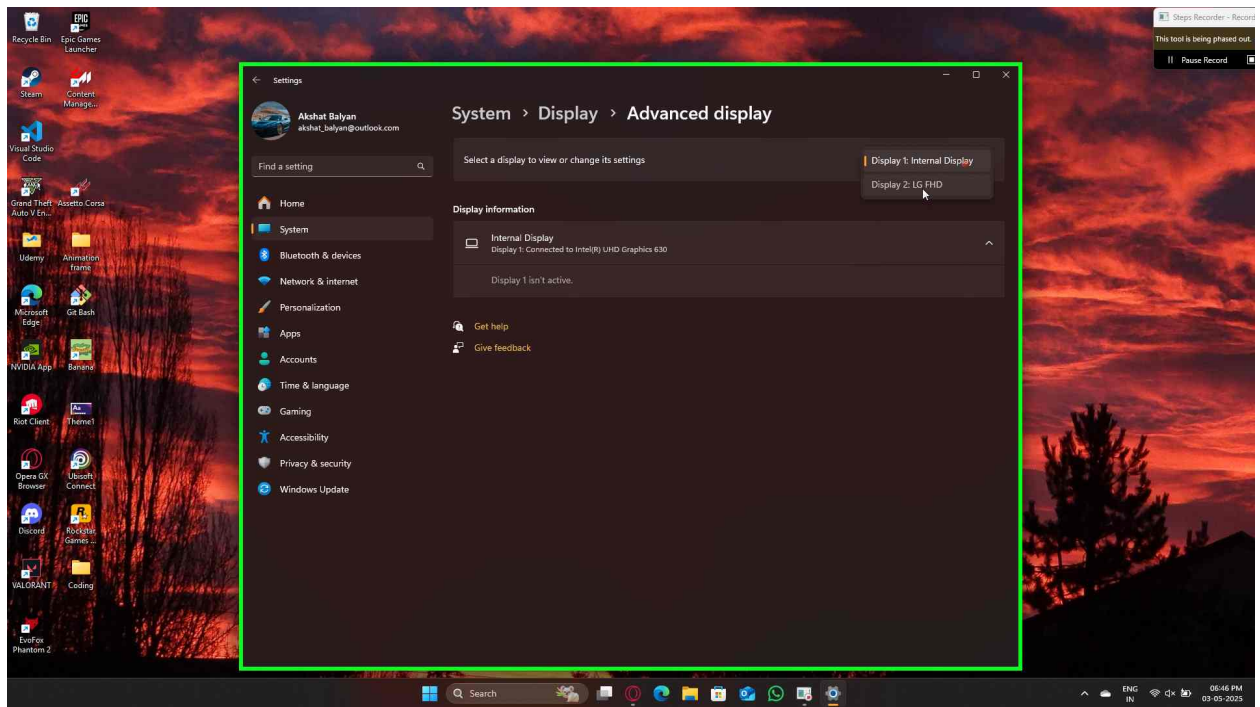 Recycle Bin
Epic Games
Launcher
EPIC
GAMES
Steam
Content
Manage...
Visual Studio
Code
Grand Theft
Auto V En...
Assetto Corsa
Udemy
Animation
frame
Microsoft
Edge
Git Bash
NVIDIA App
Banana
Riot Client
Aa
Theme1
Opera GX
Browser
Ubisoft
Connect
Discord
Rockstar
Games ...
VALORANT
Coding
EvoFox
Phantom 2
Steps Recorder - Record
This tool is being phased out.
Pause Record
Settings
Akshat Balyan
akshat_balyan@outlook.com
Find a setting
Home
System
Bluetooth & devices
Network & internet
Personalization
Apps
Accounts
Time & language
Gaming
Accessibility
Privacy & security
Windows Update
System > Display > Advanced display
Select a display to view or change its settings
Display 1: Internal Display
Display 2: LG FHD
Display information
Internal Display
Display 1: Connected to Intel(R) UHD Graphics 630
Display 1 isn't active.
Get help
Give feedback
Search
ENG
IN
06:46 PM
03-05-2025